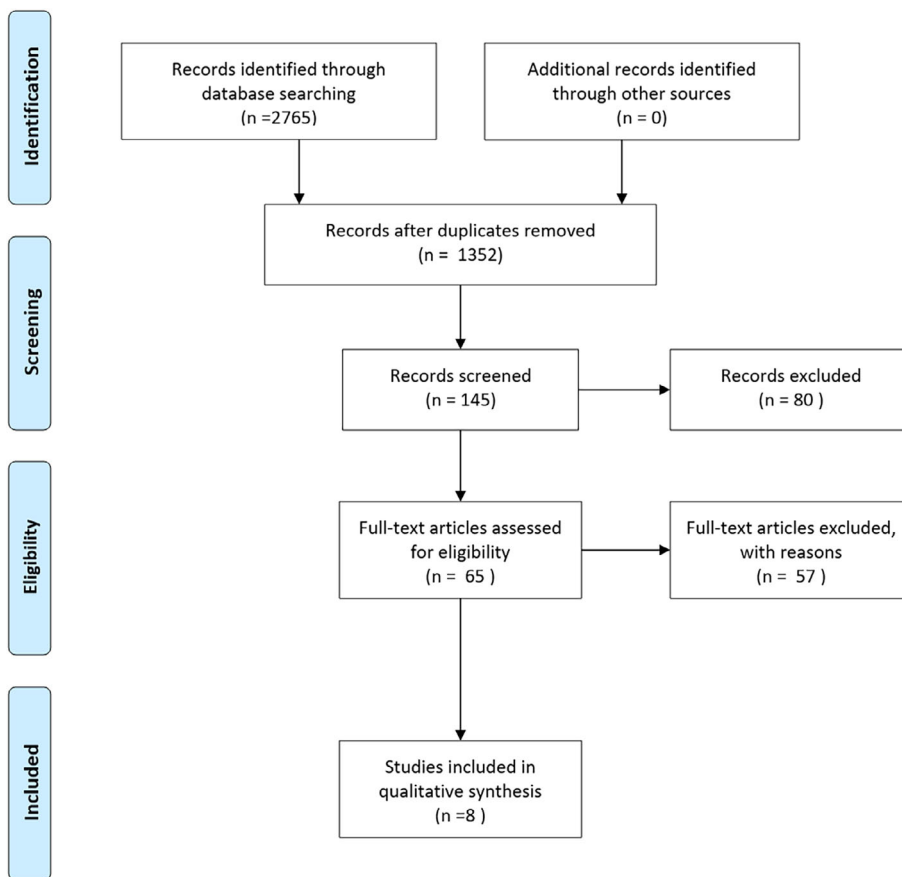 Identification
Records identified through
database searching
(n =2765)
Additional records identified
through other sources
(n = 0)
Records after duplicates removed
(n =  1352)
Screening
Records screened
(n = 145)
Records excluded
(n = 80 )
Eligibility
Full-text articles assessed
for eligibility
(n =  65 )
Full-text articles excluded,
with reasons
(n =  57 )
Included
Studies included in
qualitative synthesis
(n =8 )